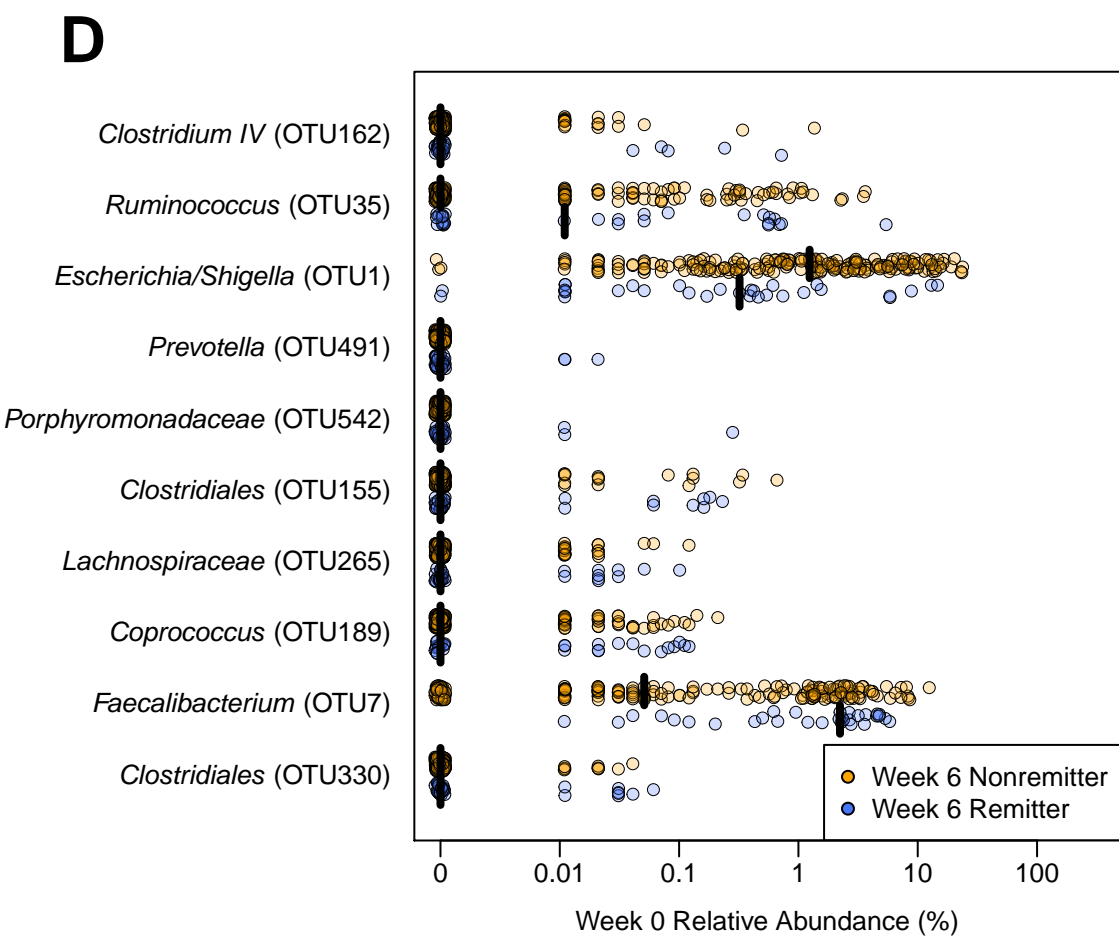 D
Clostridium IV (OTU162)
Ruminococcus (OTU35)
Escherichia/Shigella (OTU1)
Prevotella (OTU491)
Porphyromonadaceae (OTU542)
Clostridiales (OTU155)
Lachnospiraceae (OTU265)
Coprococcus (OTU189)
Faecalibacterium (OTU7)
Clostridiales (OTU330)
Week 6 Nonremitter
Week 6 Remitter
0 0.01 0.1 1 10 100
Week 0 Relative Abundance (%)